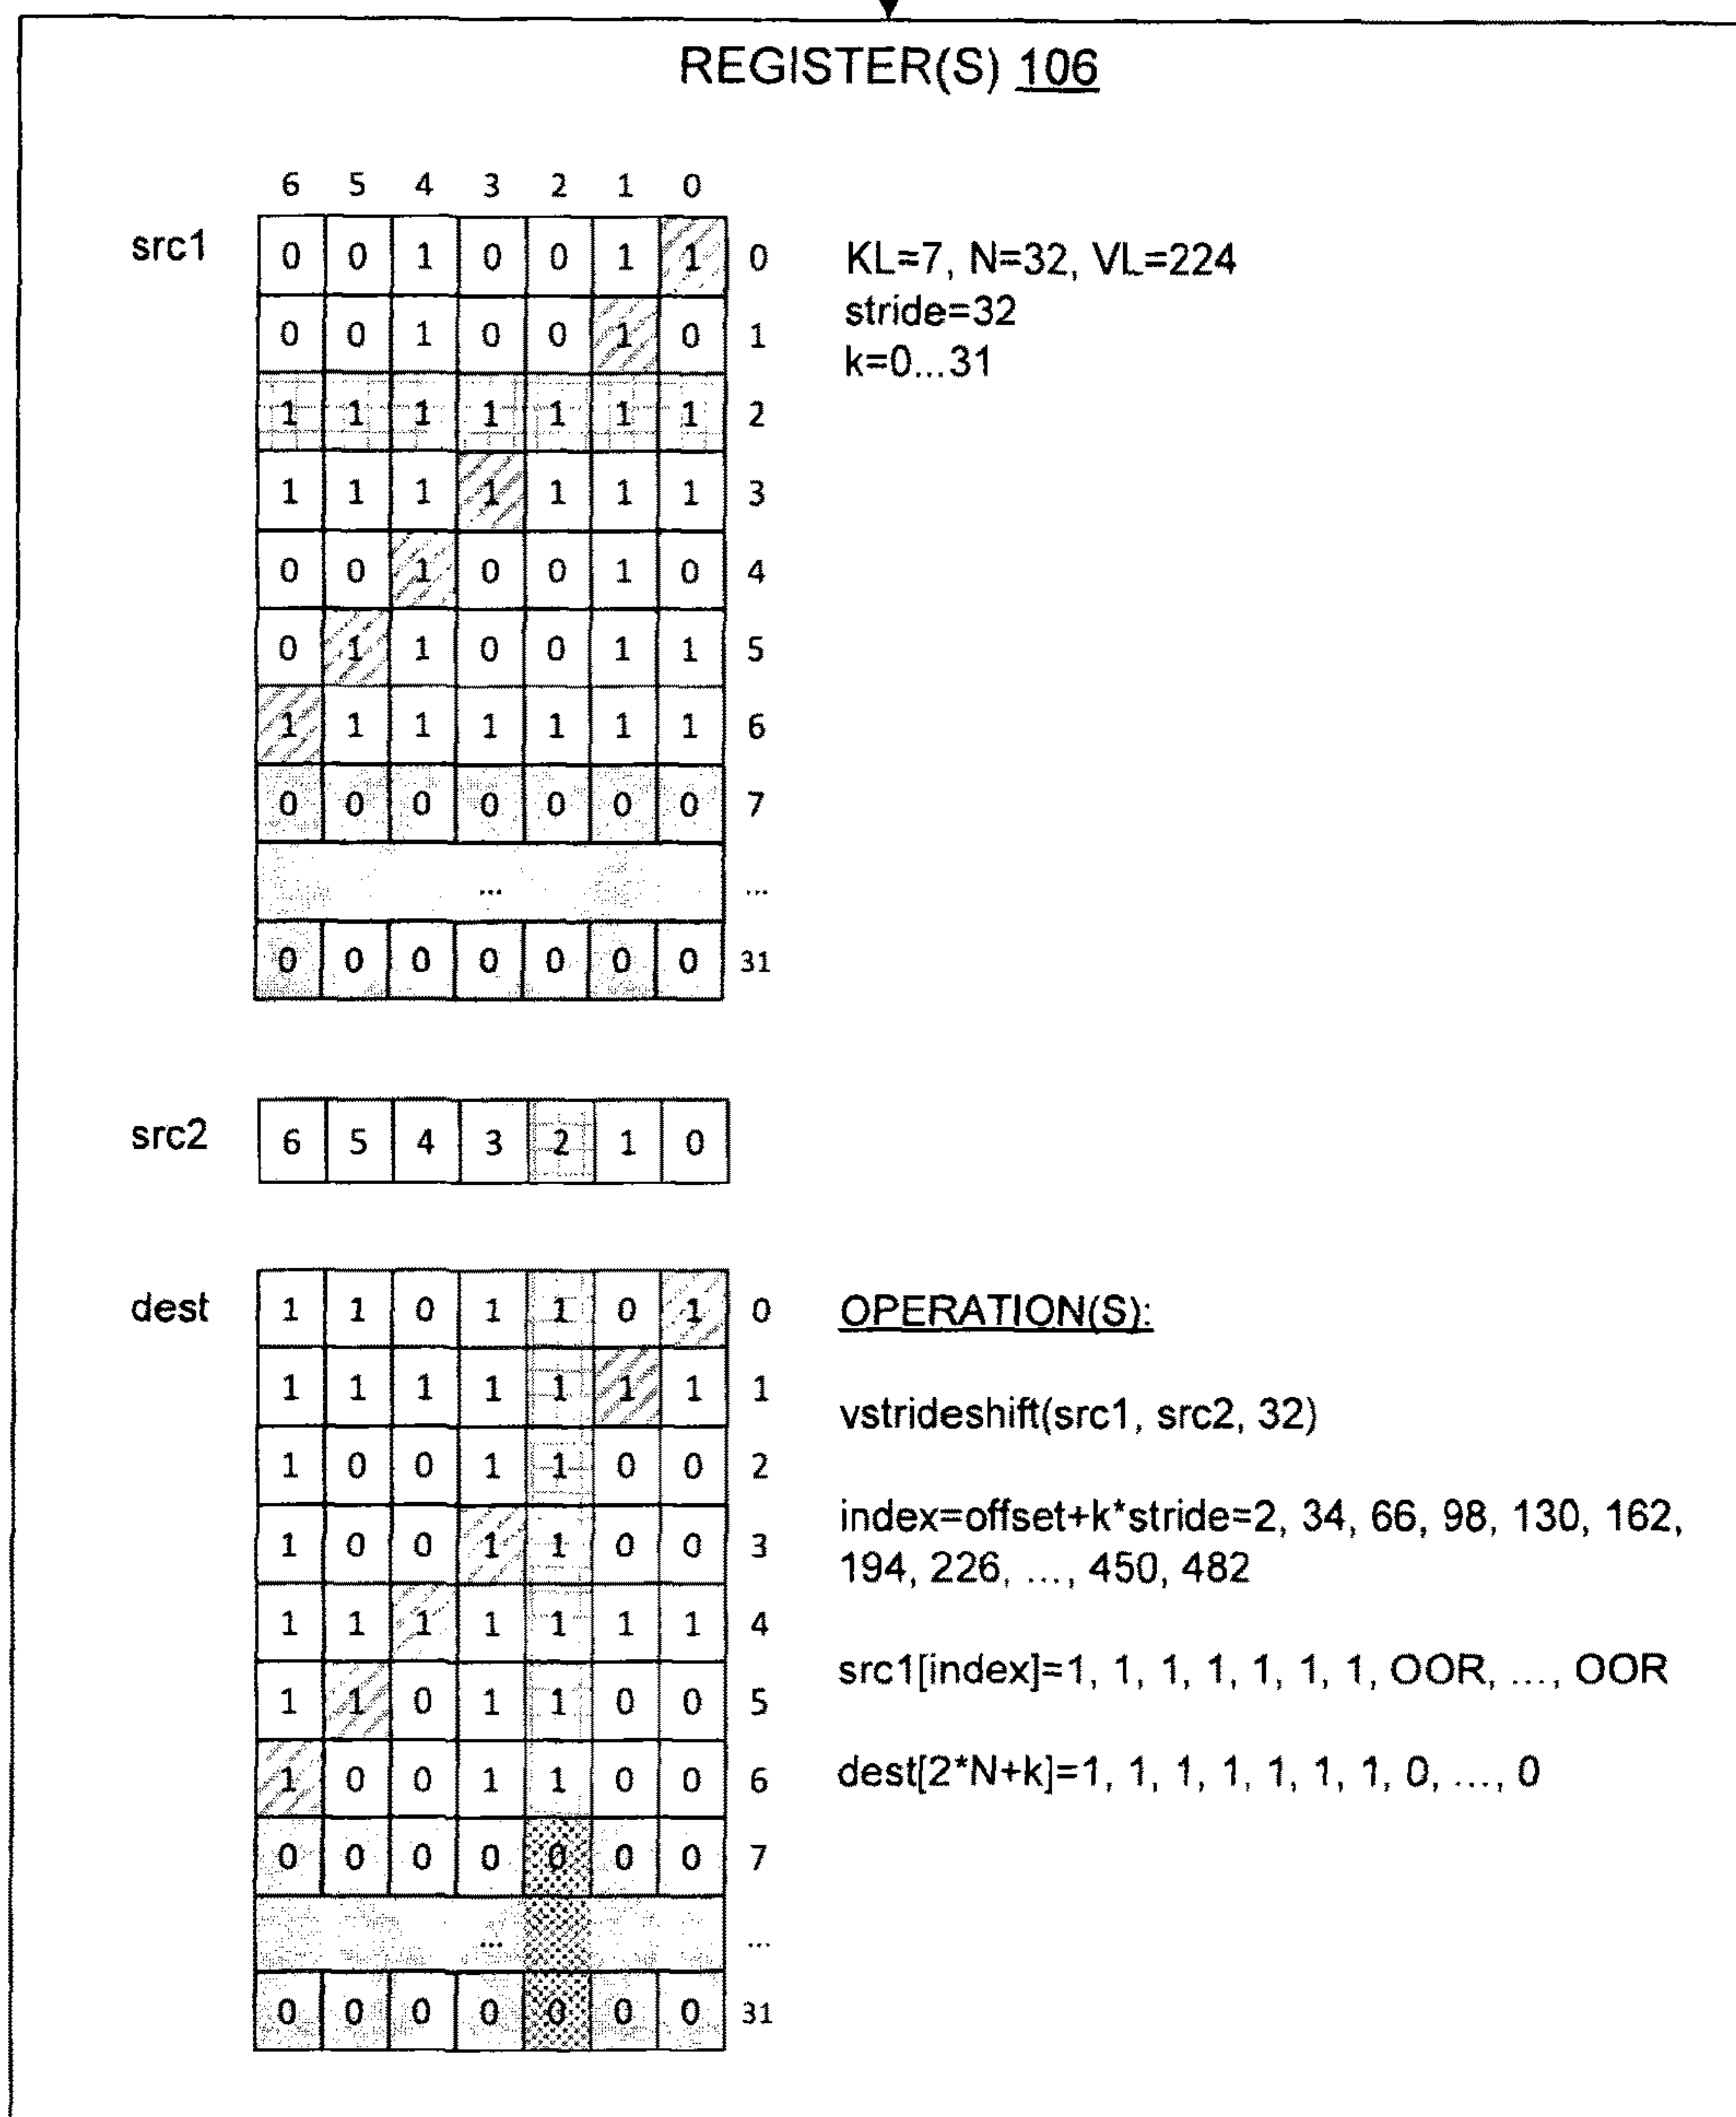 REGISTER(S) 106
6 5 4 3 2 1 0
src1 0 0 1 0 0 1 1 0 KL=7, N=32, VL=224
stride=32
0 0 1 0 0 1 0 1
k=0...31
1 1 1 1 1 1 1 2
1 1 1 1 1 1 1 3
0 0 1 0 0 1 0 4
0 1 1 0 0 1 1 5
1 1 1 1 1 1 1 6
0 0 0 0 0 0 0 7
... ...
0 0 0 0 0 0 0 31
src2 6 5 4 3 2 1 0
dest 1 1 0 1 1 0 1 0 OPERATION(S):
1 1 1 1 1 1 1 1
vstrideshift(src1, src2, 32)
1 0 0 1 1 0 0 2
index=offset+k*stride=2, 34, 66, 98, 130, 162,
1 0 0 1 1 0 0 3
194, 226, ..., 450, 482
1 1 1 1 1 1 1 4
src1[index]=1, 1, 1, 1, 1, 1, 1, OOR, ..., OOR
1 1 0 1 1 0 0 5
1 0 0 1 1 0 0 6 dest[2*N+k]=1, 1, 1, 1, 1, 1, 1, 0, ..., 0
0 0 0 0 0 0 0 7
... ...
0 0 0 0 0 0 0 31